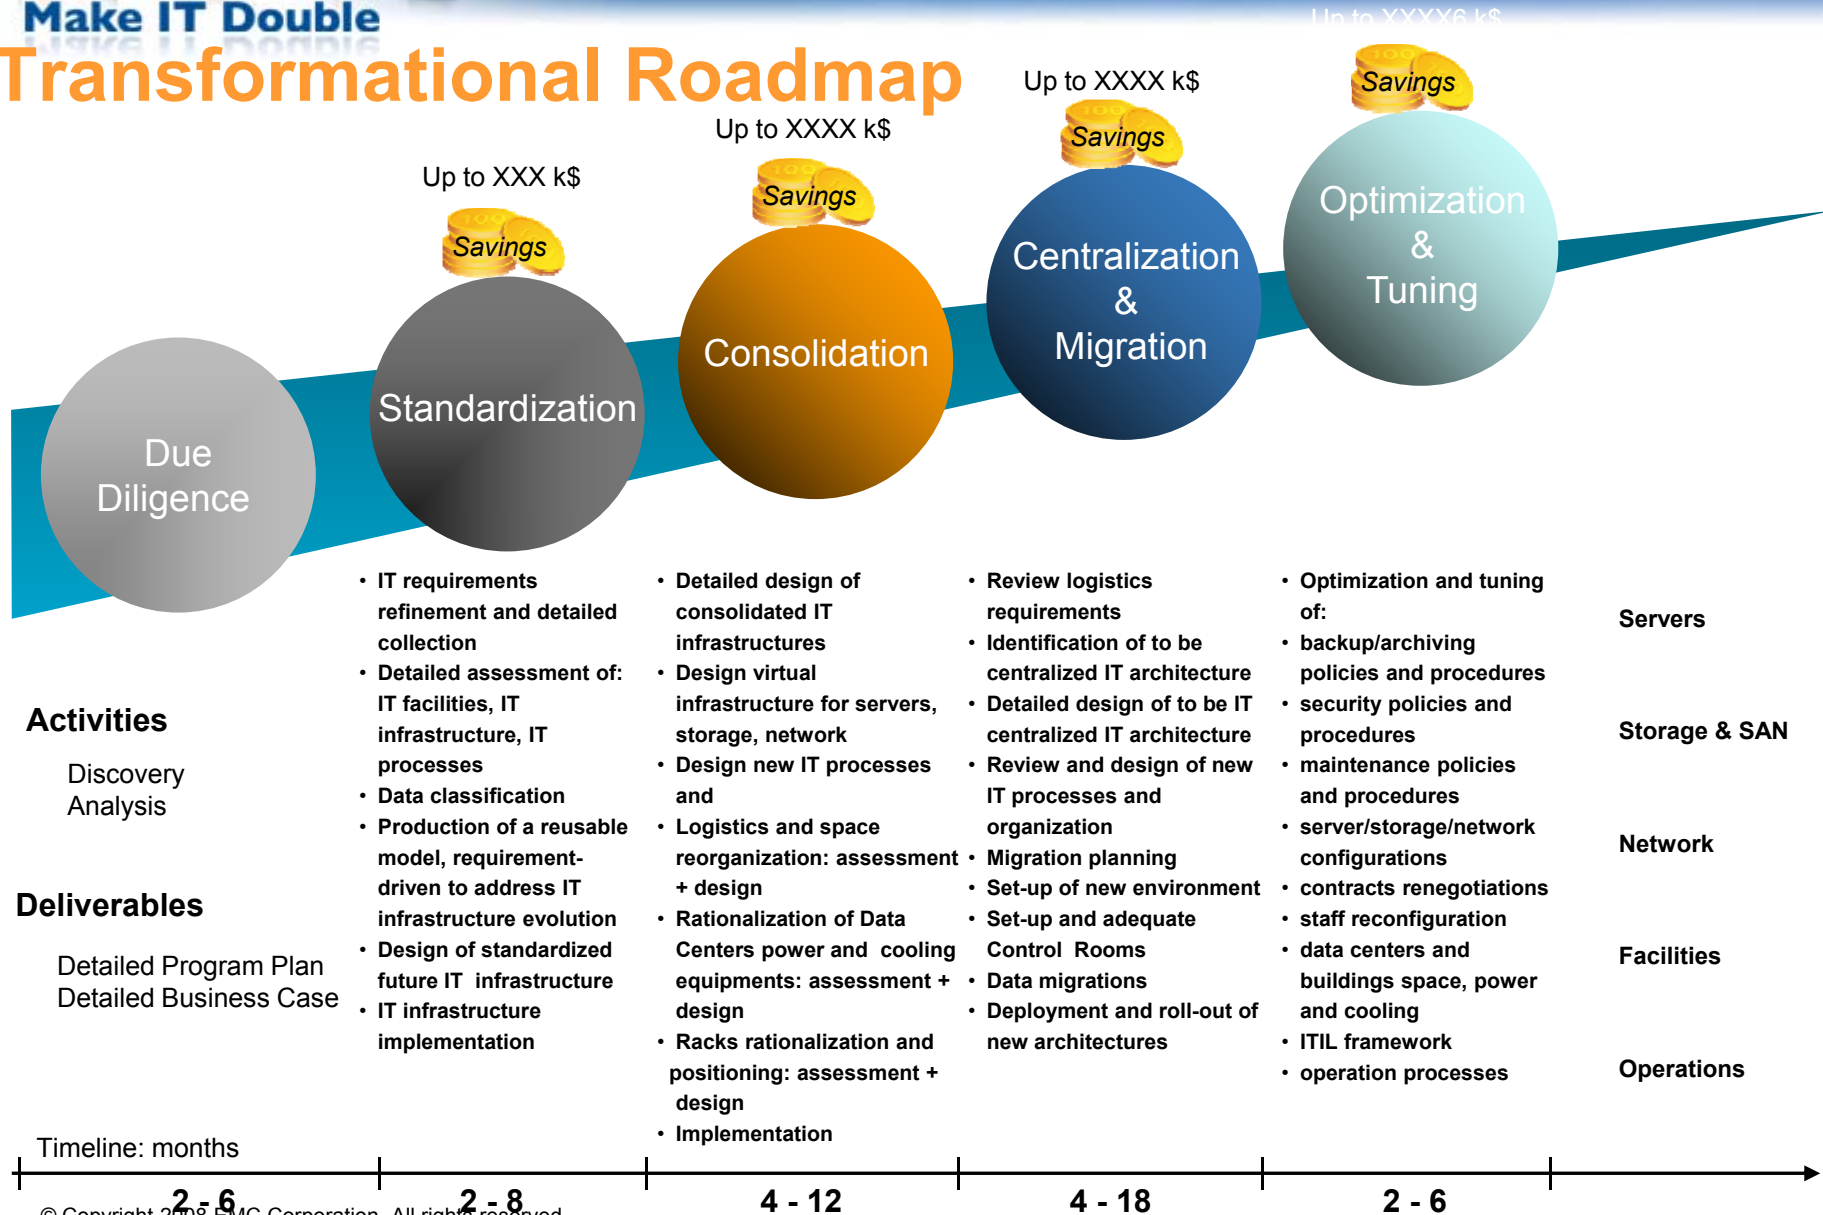 Make IT Double
Transformational Roadmap
Up to XXX k$
Savings
Up to XXXX k$
Savings
Up to XXXX k$
Savings
Up to XXXX6 k$
Savings
Due
Diligence
Standardization
Consolidation
Centralization
&
Migration
Optimization
&
Tuning
Activities
Discovery
Analysis
Deliverables
Detailed Program Plan
Detailed Business Case
• IT requirements
refinement and detailed
collection
• Detailed assessment of:
IT facilities, IT
infrastructure, IT
processes
• Data classification
• Production of a reusable
model, requirement-
driven to address IT
infrastructure evolution
• Design of standardized
future IT infrastructure
• IT infrastructure
implementation
• Detailed design of
consolidated IT
infrastructures
• Design virtual
infrastructure for servers,
storage, network
• Design new IT processes
and
• Logistics and space
reorganization: assessment
+ design
• Rationalization of Data
Centers power and cooling
equipments: assessment +
design
• Racks rationalization and
positioning: assessment +
design
• Implementation
• Review logistics
requirements
• Identification of to be
centralized IT architecture
• Detailed design of to be IT
centralized IT architecture
• Review and design of new
IT processes and
organization
• Migration planning
• Set-up of new environment
• Set-up and adequate
Control Rooms
• Data migrations
• Deployment and roll-out of
new architectures
• Optimization and tuning
of:
• backup/archiving
policies and procedures
• security policies and
procedures
• maintenance policies
and procedures
• server/storage/network
configurations
• contracts renegotiations
• staff reconfiguration
• data centers and
buildings space, power
and cooling
• ITIL framework
• operation processes
Servers
Storage & SAN
Network
Facilities
Operations
Timeline: months
2 - 6
2 - 8
4 - 12
4 - 18
2 - 6
© Copyright 2008 EMC Corporation. All rights reserved.